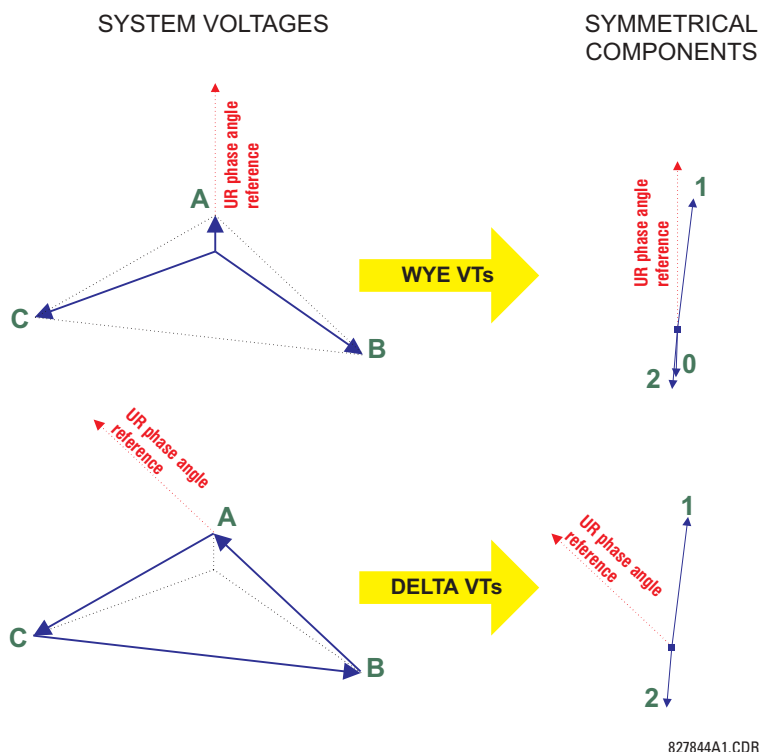 SYSTEM VOLTAGES
SYMMETRICAL
COMPONENTS
UR phase angle
reference
A
C
B
WYE VTs
UR phase angle
reference
1
2
0
UR phase angle
reference
A
C
B
DELTA VTs
UR phase angle
reference
1
2
827844A1.CDR